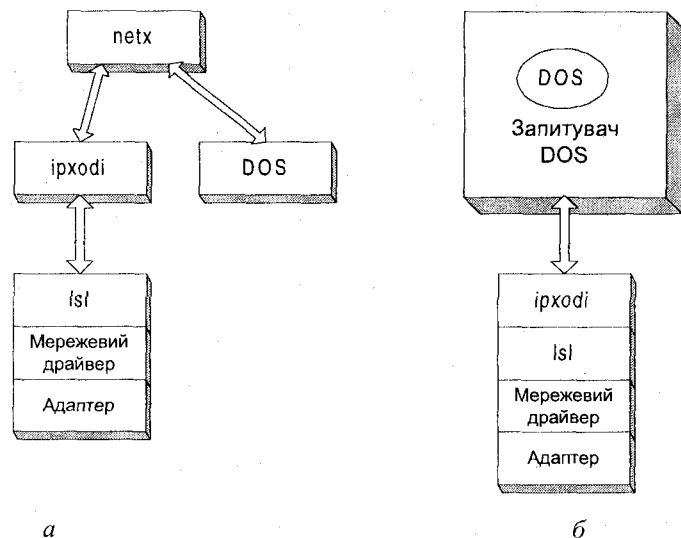 netx
ipxodi
DOS
lsl
Мережевий
драйвер
Адаптер
а
DOS
Запитувач
DOS
ipxodi
lsl
Мережевий
драйвер
Адаптер
б